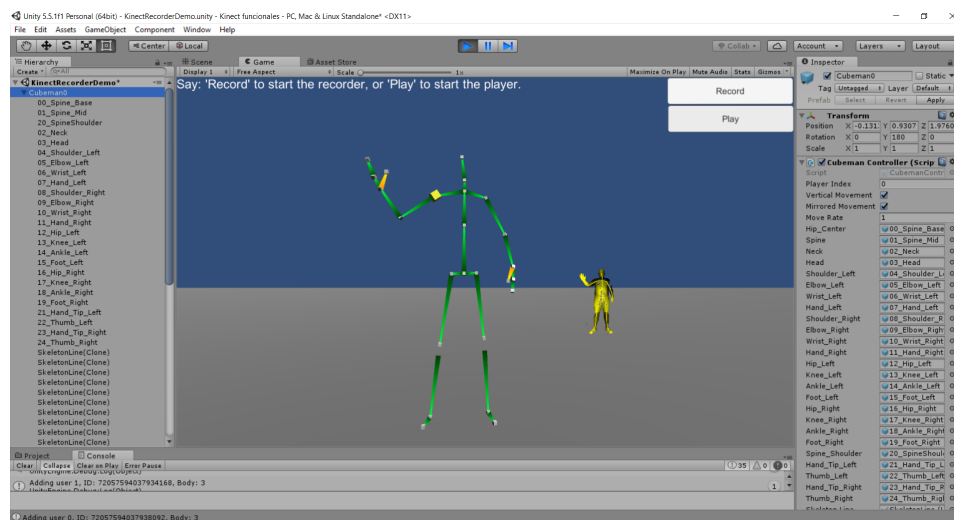 Unity 5.5.1f1 Personal (64bit) - KinectRecorderDemo.unity - Kinect funcionales - PC, Mac & Linux Standalone* <DX11>
File Edit Assets GameObject Component Window Help
Center Local Collab Account Layers Layout
Hierarchy Scene Game Asset Store Inspector
Create All Display 1 Free Aspect Scale 1x Maximize On Play Mute Audio Stats Gizmos
KinectRecorderDemo*
Cubeman0
00_Spine_Base
01_Spine_Mid
20_SpineShoulder
02_Neck
03_Head
04_Shoulder_Left
05_Elbow_Left
06_Wrist_Left
07_Hand_Left
08_Shoulder_Right
09_Elbow_Right
10_Wrist_Right
11_Hand_Right
12_Hip_Left
13_Knee_Left
14_Ankle_Left
15_Foot_Left
16_Hip_Right
17_Knee_Right
18_Ankle_Right
19_Foot_Right
21_Hand_Tip_Left
22_Thumb_Left
23_Hand_Tip_Right
24_Thumb_Right
SkeletonLine(Clone)
SkeletonLine(Clone)
SkeletonLine(Clone)
SkeletonLine(Clone)
SkeletonLine(Clone)
SkeletonLine(Clone)
SkeletonLine(Clone)
SkeletonLine(Clone)
Say: 'Record' to start the recorder, or 'Play' to start the player.
Record
Play
Cubeman0 Static
Tag Untagged Layer Default
Prefab Select Revert Apply
Transform
Position X -0.131 Y 0.9307 Z 1.9760
Rotation X 0 Y 180 Z 0
Scale X 1 Y 1 Z 1
Cubeman Controller (Scrip
Script CubemanContr
Player Index 0
Vertical Movement
Mirrored Movement
Move Rate 1
Hip_Center 00_Spine_Base
Spine 01_Spine_Mid
Neck 02_Neck
Head 03_Head
Shoulder_Left 04_Shoulder_L
Elbow_Left 05_Elbow_Left
Wrist_Left 06_Wrist_Left
Hand_Left 07_Hand_Left
Shoulder_Right 08_Shoulder_R
Elbow_Right 09_Elbow_Righ
Wrist_Right 10_Wrist_Right
Hand_Right 11_Hand_Right
Hip_Left 12_Hip_Left
Knee_Left 13_Knee_Left
Ankle_Left 14_Ankle_Left
Foot_Left 15_Foot_Left
Hip_Right 16_Hip_Right
Knee_Right 17_Knee_Right
Ankle_Right 18_Ankle_Right
Foot_Right 19_Foot_Right
Spine_Shoulder 20_SpineShoul
Hand_Tip_Left 21_Hand_Tip_L
Thumb_Left 22_Thumb_Left
Hand_Tip_Right 23_Hand_Tip_R
Thumb_Right 24_Thumb_Rig
Project Console
Clear Collapse Clear on Play Error Pause 35 0 0
UnityEngine.Debug:Log(Object)
Adding user 1, ID: 72057594037934168, Body: 3 1
UnityEngine.Debug:Log(Object)
Adding user 0, ID: 72057594037938092, Body: 3